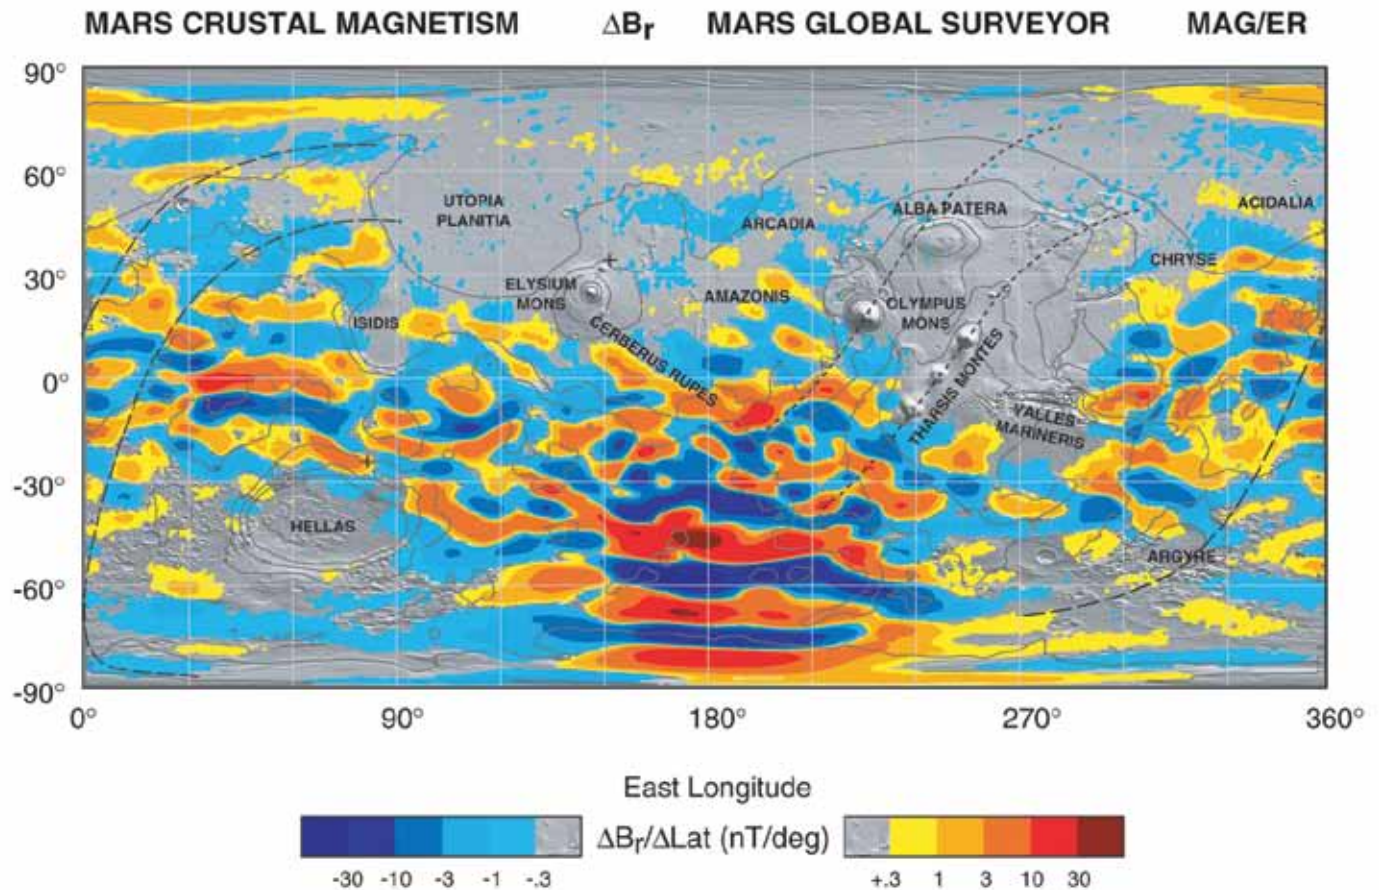 MARS CRUSTAL MAGNETISM ΔBr MARS GLOBAL SURVEYOR MAG/ER
90°
60°
30°
0°
-30°
-60°
-90°
UTOPIA
PLANITIA
ARCADIA
ALBA PATERA
ACIDALIA
CHRYSE
ELYSIUM
MONS
AMAZONIS
OLYMPUS
MONS
ISIDIS
CERBERUS RUPES
THARSIS MONTES
VALLES
MARINERIS
HELLAS
ARGYRE
0° 90° 180° 270° 360°
East Longitude
ΔBr/ΔLat (nT/deg)
-30 -10 -3 -1 -.3 +.3 1 3 10 30